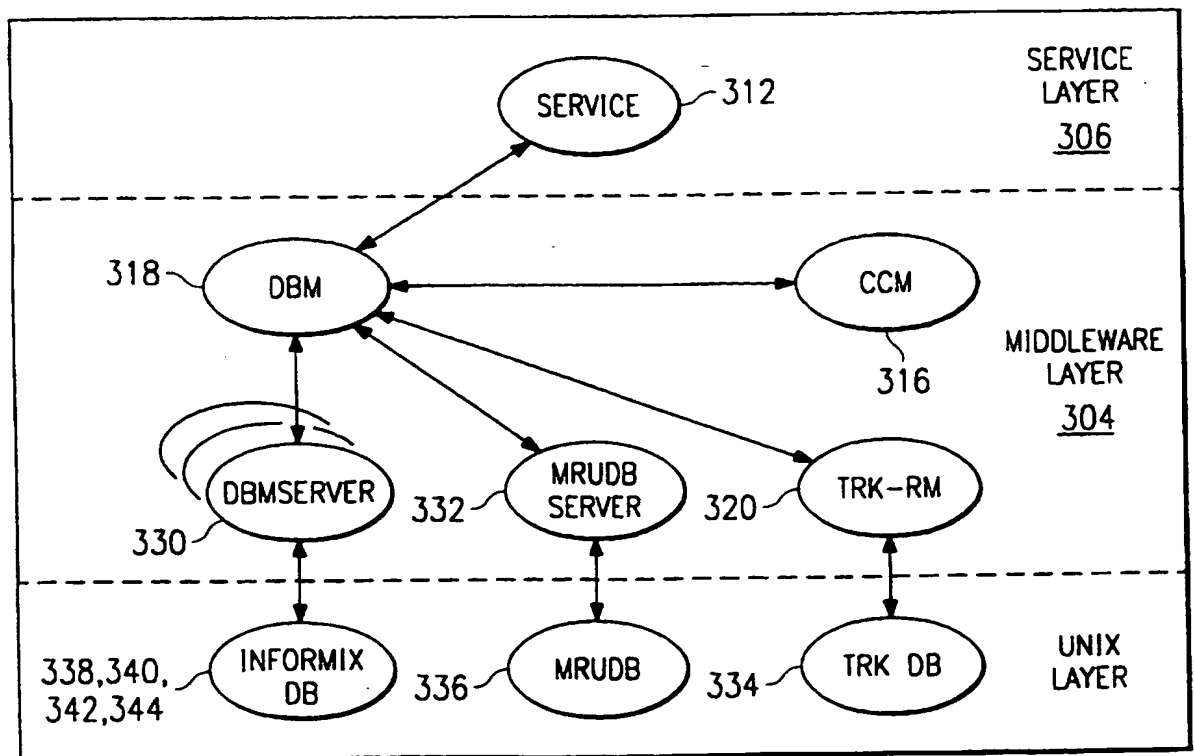 SERVICE
312
SERVICE
LAYER
306
318
DBM
CCM
316
MIDDLEWARE
LAYER
304
DBMSERVER
330
332
MRUDB
SERVER
320
TRK-RM
338,340,
342,344
INFORMIX
DB
336
MRUDB
334
TRK DB
UNIX
LAYER